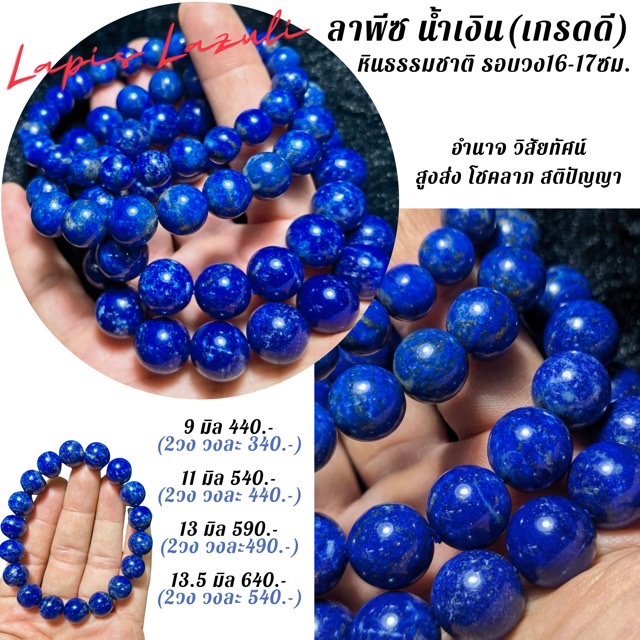 Lapis Lazuli
ลาพีซ น้ำเงิน(เกรดดี)
หินธรรมชาติ รอบวง16-17ซม.
อำนาจ วิสัยทัศน์
สูงส่ง โชคลาภ สติปัญญา
9 มิล 440.-
(2วง วงละ 340.-)
11 มิล 540.-
(2วง วงละ 440.-)
13 มิล 590.-
(2วง วงละ490.-)
13.5 มิล 640.-
(2วง วงละ 540.-)